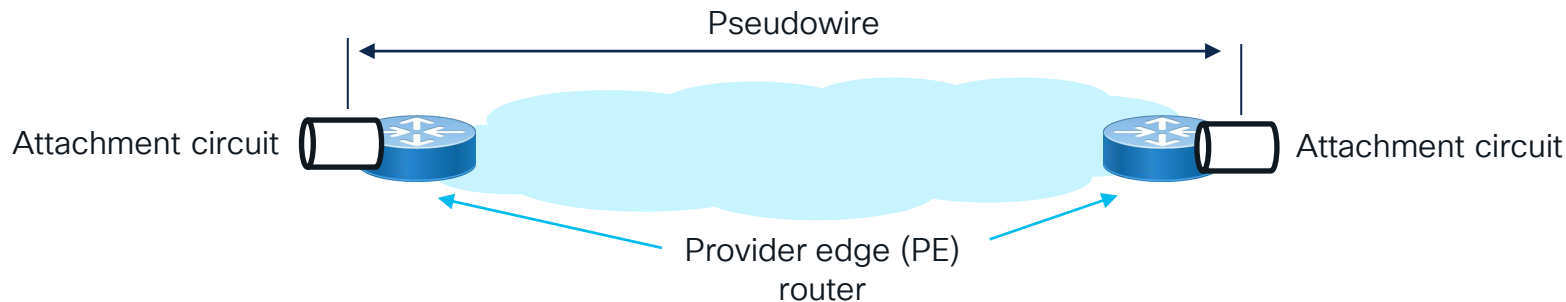 Pseudowire
Attachment circuit
Attachment circuit
Provider edge (PE)
router